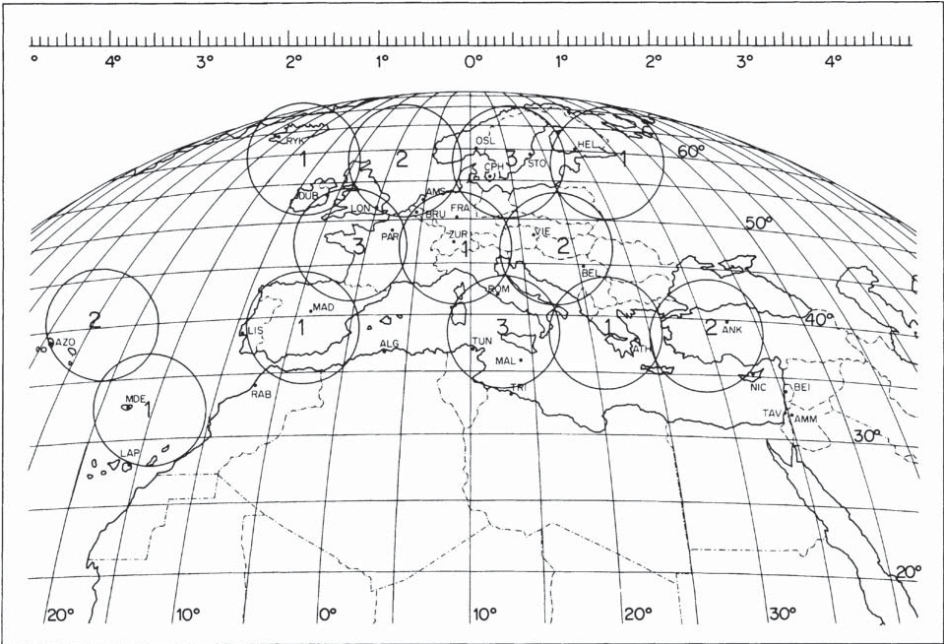 ° 4° 3° 2° 1° 0° 1° 2° 3° 4°
RYK 1 2 OSL 3 STO HEL 1 60°
CPH
DUB LON AMS
BRU FRA 50°
3 PAR ZUR 1 VIE 2
BEL
ROM
2 MAD
1 LIS 3 1 2 ANK 40°
AZO ALG TUN ATH
MAL
RAB TRI NIC BEI
MDE 1
TAV AMM
30°
LAP
20°
20° 10° 0° 10° 20° 30°